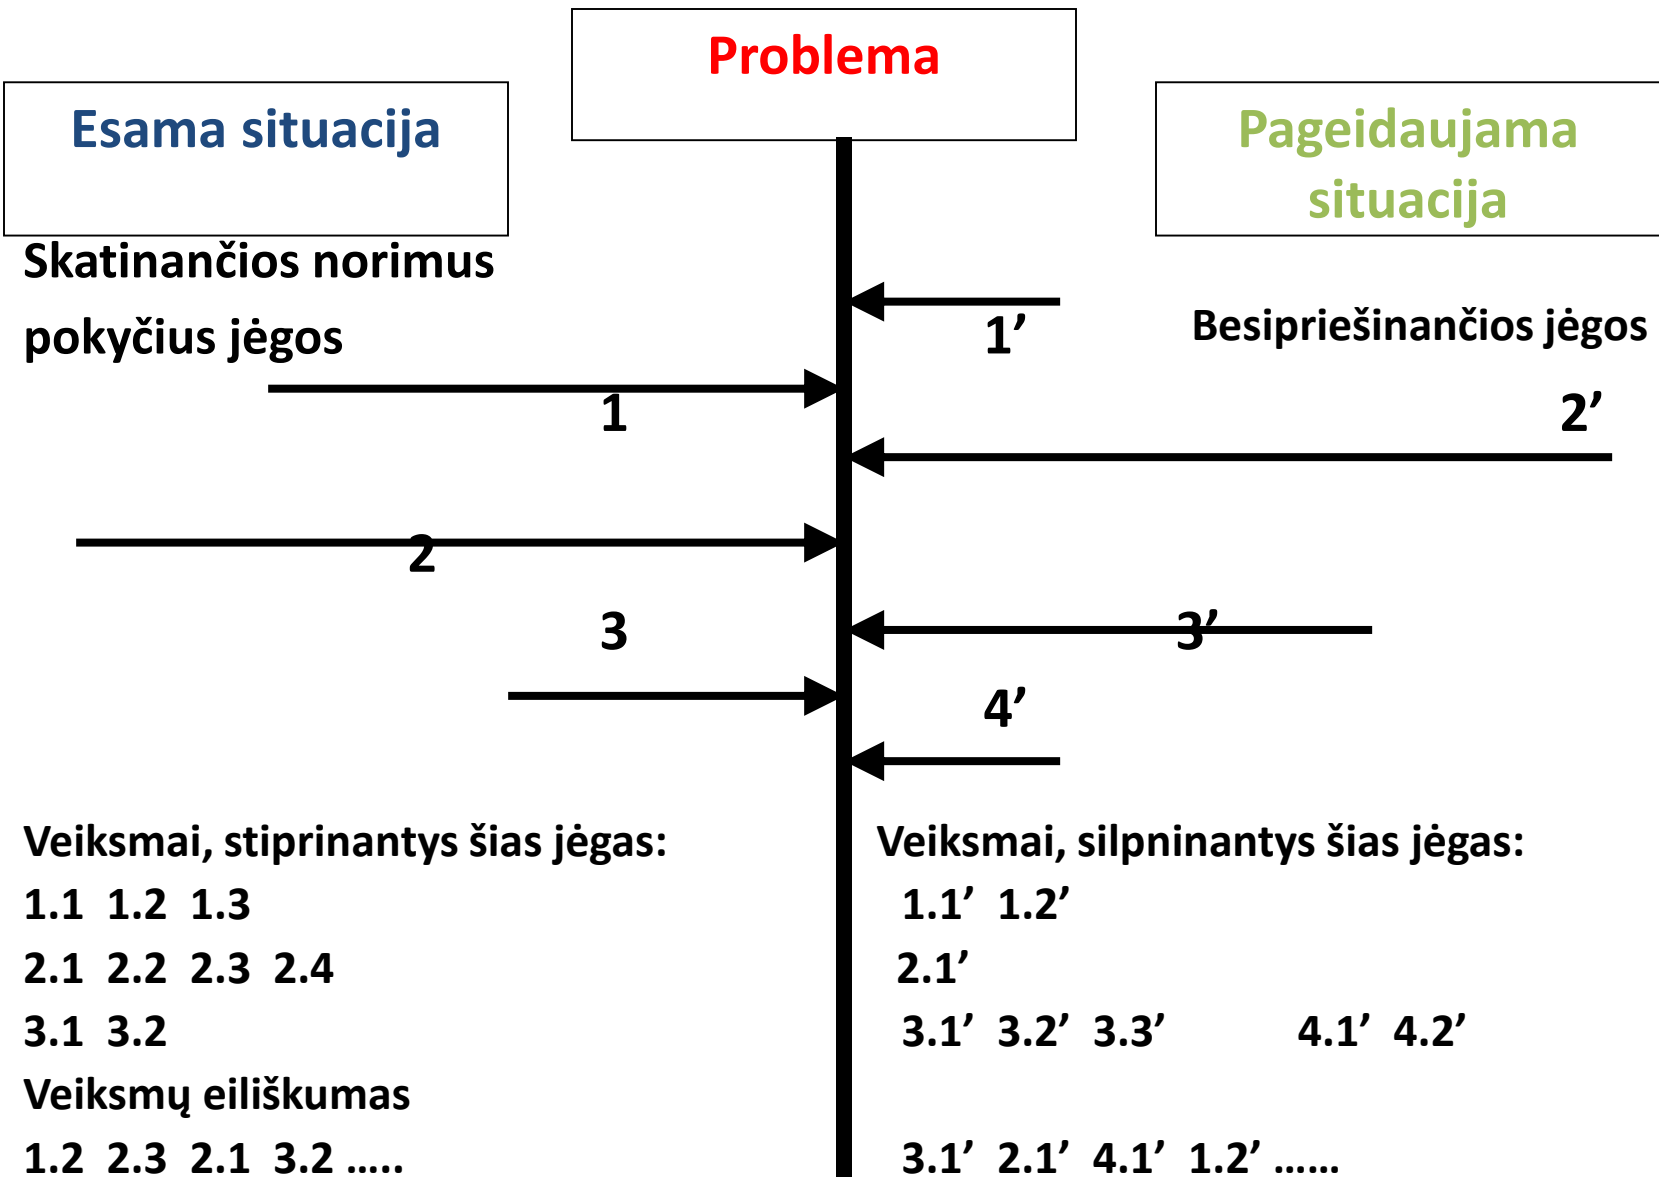 Problema
Esama situacija
Pageidaujama
situacija
Skatinančios norimus
pokyčius jėgos
1’
Besipriešinančios jėgos
1
2’
2
3
3’
4’
Veiksmai, stiprinantys šias jėgas:
1.1 1.2 1.3
2.1 2.2 2.3 2.4
3.1 3.2
Veiksmų eiliškumas
1.2 2.3 2.1 3.2 .....
Veiksmai, silpninantys šias jėgas:
1.1’ 1.2’
2.1’
3.1’ 3.2’ 3.3’ 4.1’ 4.2’
3.1’ 2.1’ 4.1’ 1.2’ ......